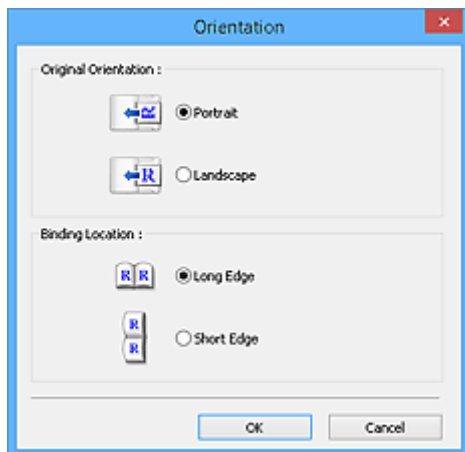 Orientation
Original Orientation :
R Portrait
R Landscape
Binding Location :
R R Long Edge
R
R Short Edge
OK Cancel